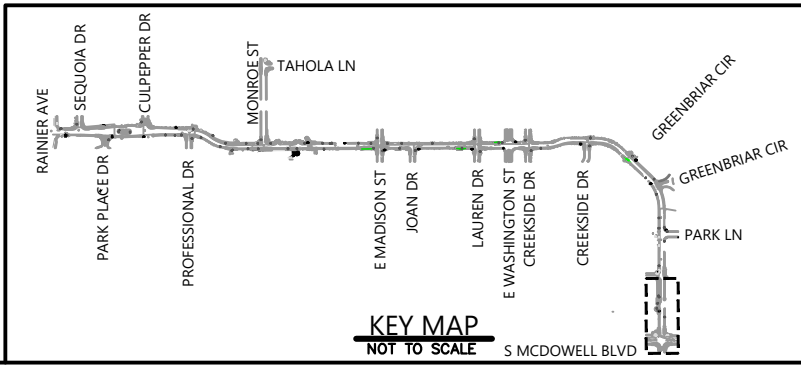 RAINIER AVE
SEQUOIA DR
PARK PLACE DR
CULPEPPER DR
PROFESSIONAL DR
MONROE ST
TAHOLA LN
E MADISON ST
JOAN DR
LAUREN DR
E WASHINGTON ST
CREEKSIDE DR
CREEKSIDE DR
GREENBRIAR CIR
GREENBRIAR CIR
PARK LN
S MCDOWELL BLVD
KEY MAP
NOT TO SCALE